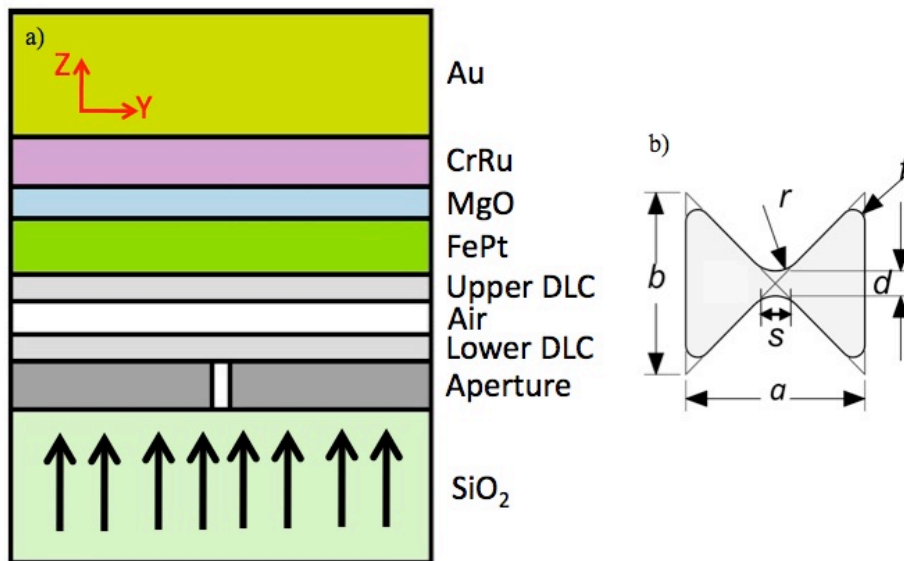 a)
Z
Y
Au
CrRu
MgO
FePt
Upper DLC
Air
Lower DLC
Aperture
SiO₂
b)
r
b
d
s
a